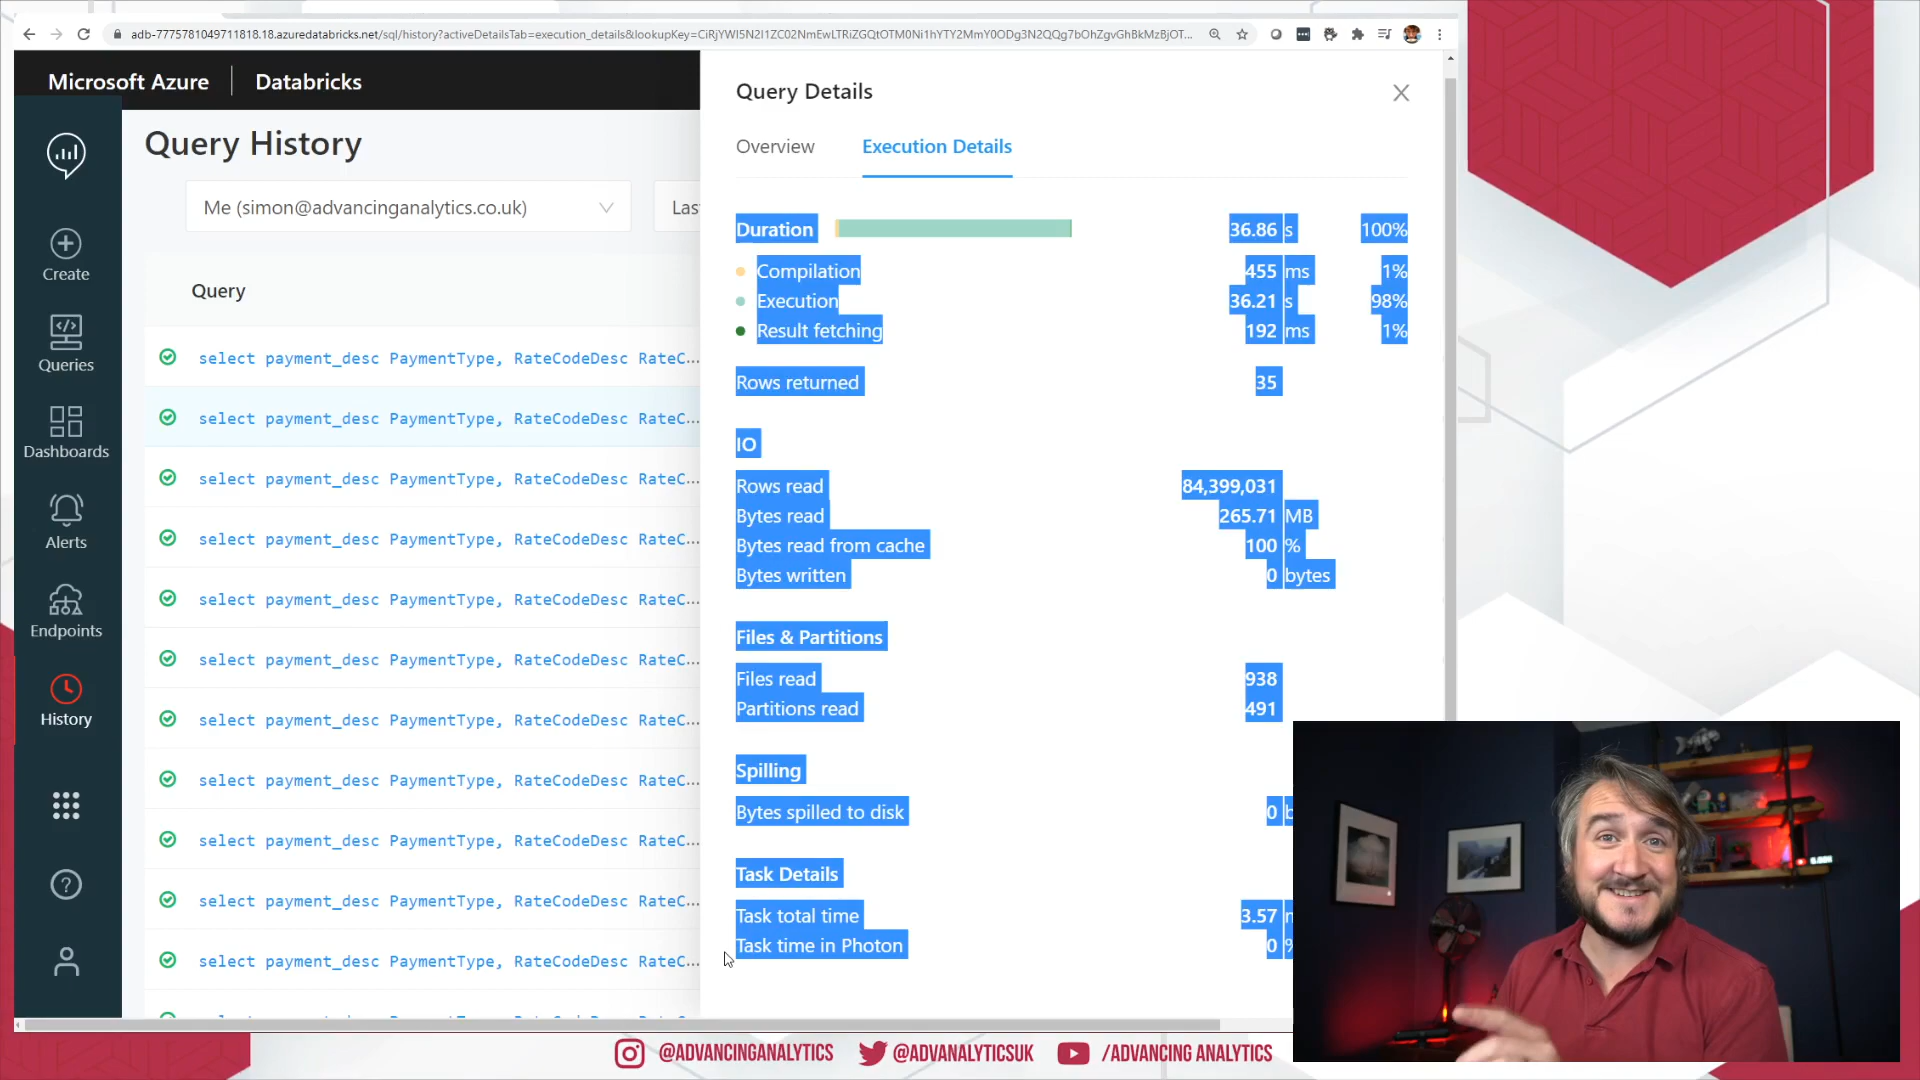 adb-7775781049711818.18.azuredatabricks.net/sql/history?activeDetailsTab=execution_details&lookupKey=
Microsoft Azure Databricks
Query History
Me (simon@advancinganalytics.co.uk) Las
Create
Queries
Dashboards
Alerts
Endpoints
History
Query
select payment_desc PaymentType, RateCodeDesc RateC...
select payment_desc PaymentType, RateCodeDesc RateC...
select payment_desc PaymentType, RateCodeDesc RateC...
select payment_desc PaymentType, RateCodeDesc RateC...
select payment_desc PaymentType, RateCodeDesc RateC...
select payment_desc PaymentType, RateCodeDesc RateC...
select payment_desc PaymentType, RateCodeDesc RateC...
select payment_desc PaymentType, RateCodeDesc RateC...
select payment_desc PaymentType, RateCodeDesc RateC...
select payment_desc PaymentType, RateCodeDesc RateC...
select payment_desc PaymentType, RateCodeDesc RateC...
Query Details
Overview Execution Details
Duration 36.86 s 100%
Compilation 455 ms 1%
Execution 36.21 s 98%
Result fetching 192 ms 1%
Rows returned 35
IO
Rows read 84,399,031
Bytes read 265.71 MB
Bytes read from cache 100 %
Bytes written 0 bytes
Files & Partitions
Files read 938
Partitions read 491
Spilling
Bytes spilled to disk 0 b
Task Details
Task total time 3.57 m
Task time in Photon 0 %
@ADVANCINGANALYTICS @ADVANALYTICSUK /ADVANCING ANALYTICS